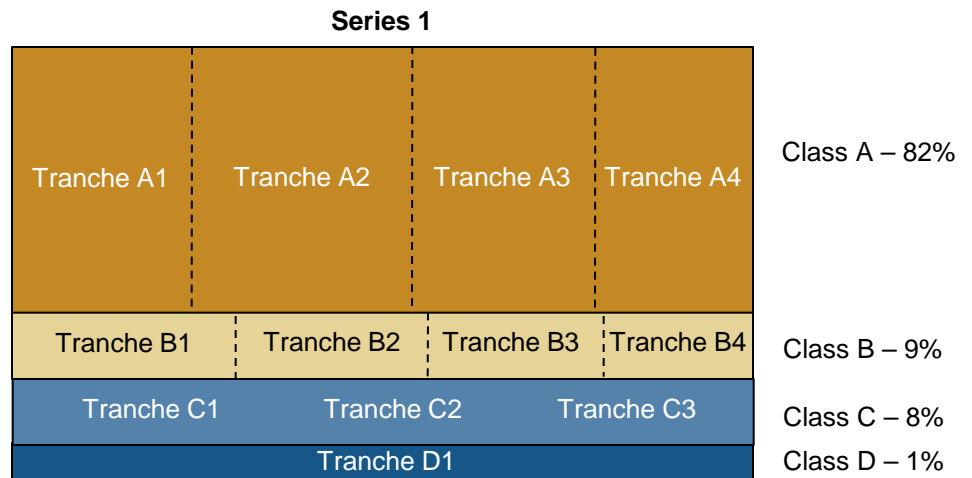 Series 1
Tranche A1 Tranche A2 Tranche A3 Tranche A4
Class A – 82%
Tranche B1 Tranche B2 Tranche B3 Tranche B4
Class B – 9%
Tranche C1 Tranche C2 Tranche C3
Class C – 8%
Tranche D1
Class D – 1%